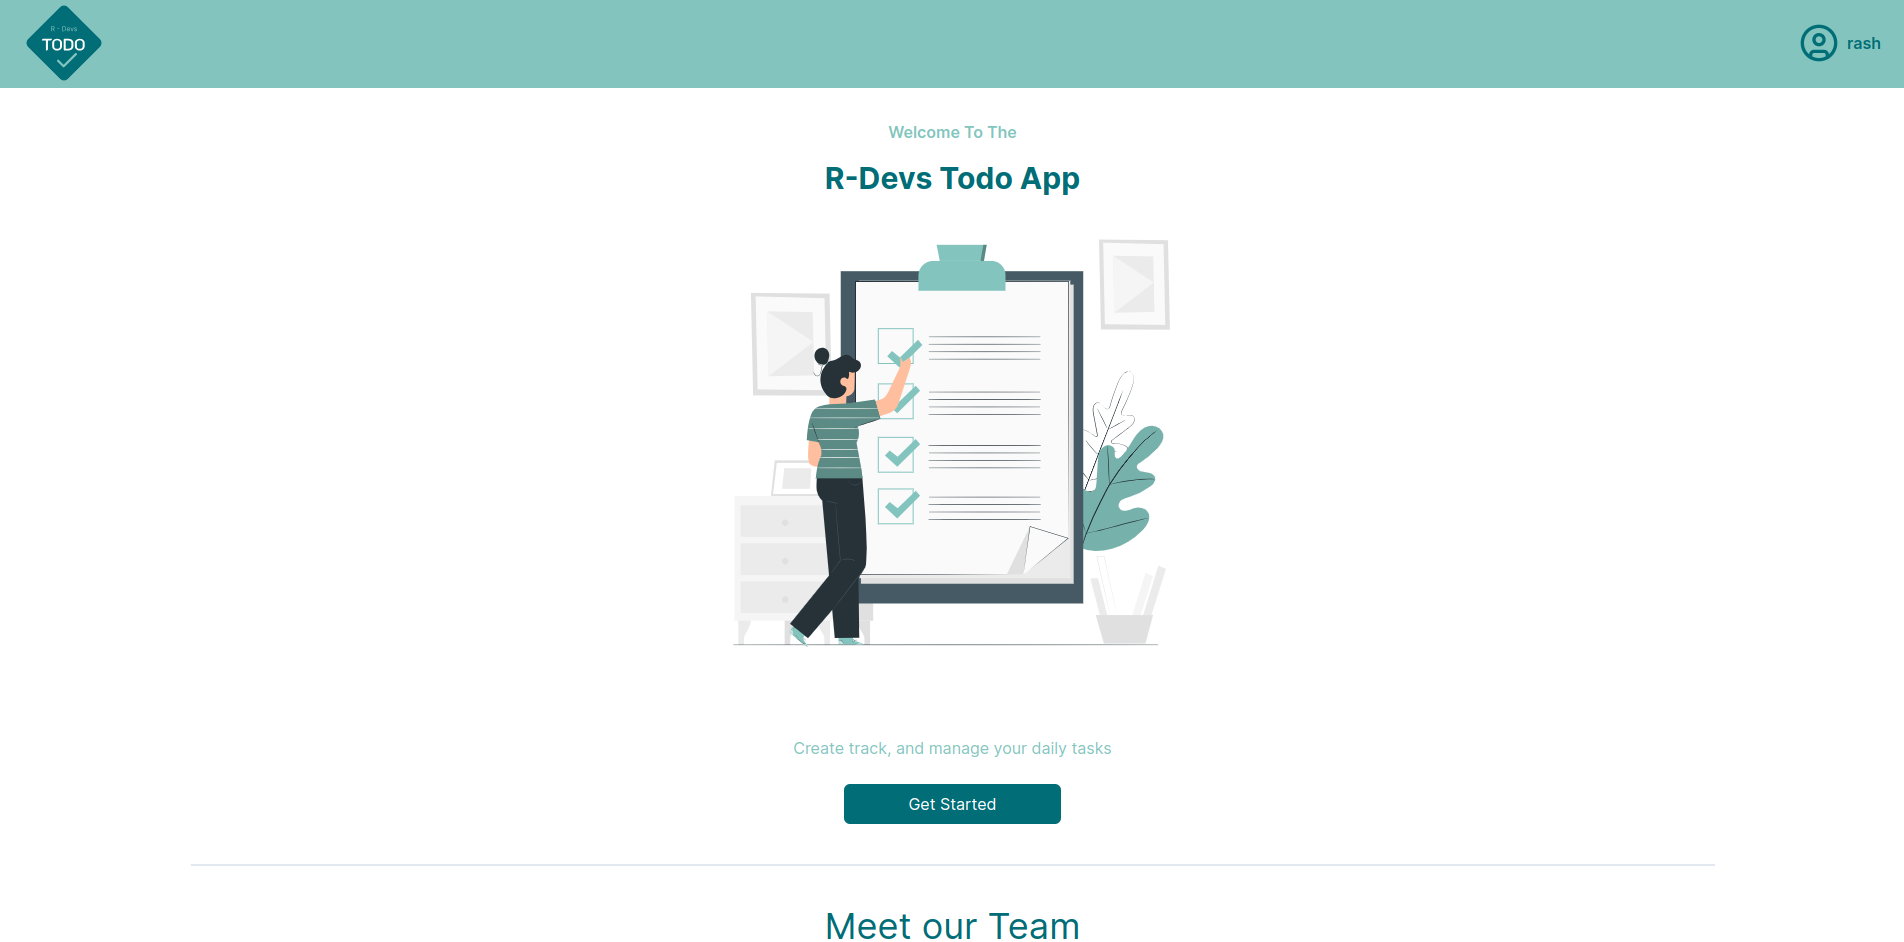 R - Devs
TODO
rash
Welcome To The
R-Devs Todo App
Create track, and manage your daily tasks
Get Started
Meet our Team